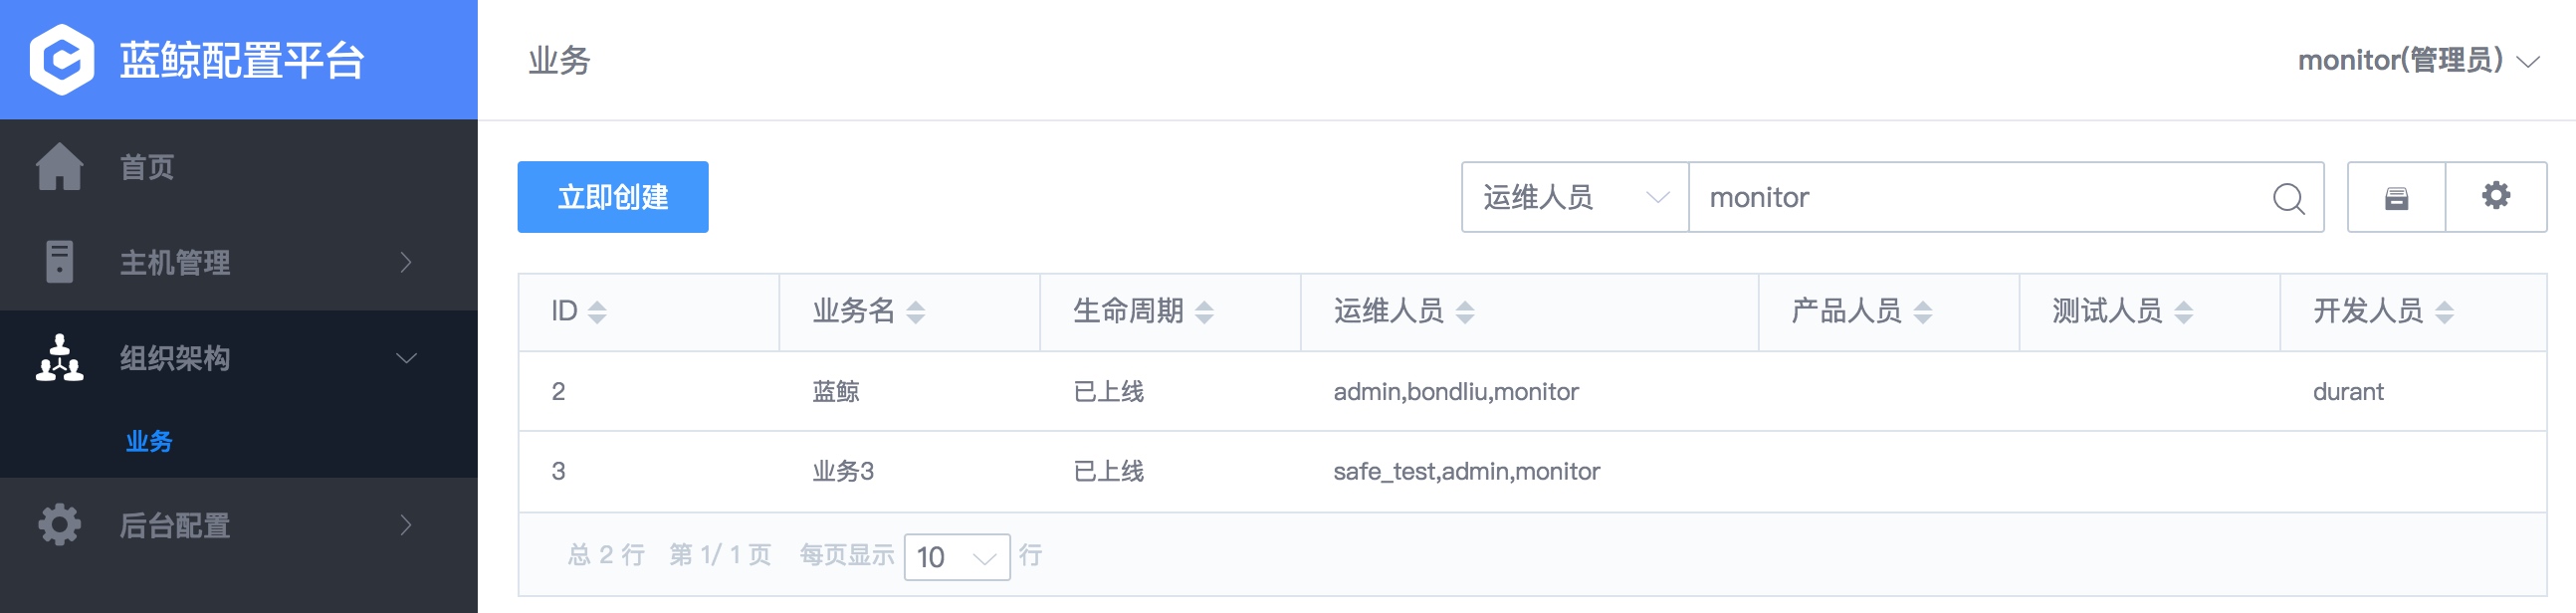 蓝鲸配置平台
业务
monitor(管理员)
首页
主机管理
组织架构
业务
后台配置
立即创建
运维人员 monitor
ID 业务名 生命周期 运维人员 产品人员 测试人员 开发人员
2 蓝鲸 已上线 admin,bondliu,monitor durant
3 业务3 已上线 safe_test,admin,monitor
总 2 行 第 1/ 1 页 每页显示 10 行